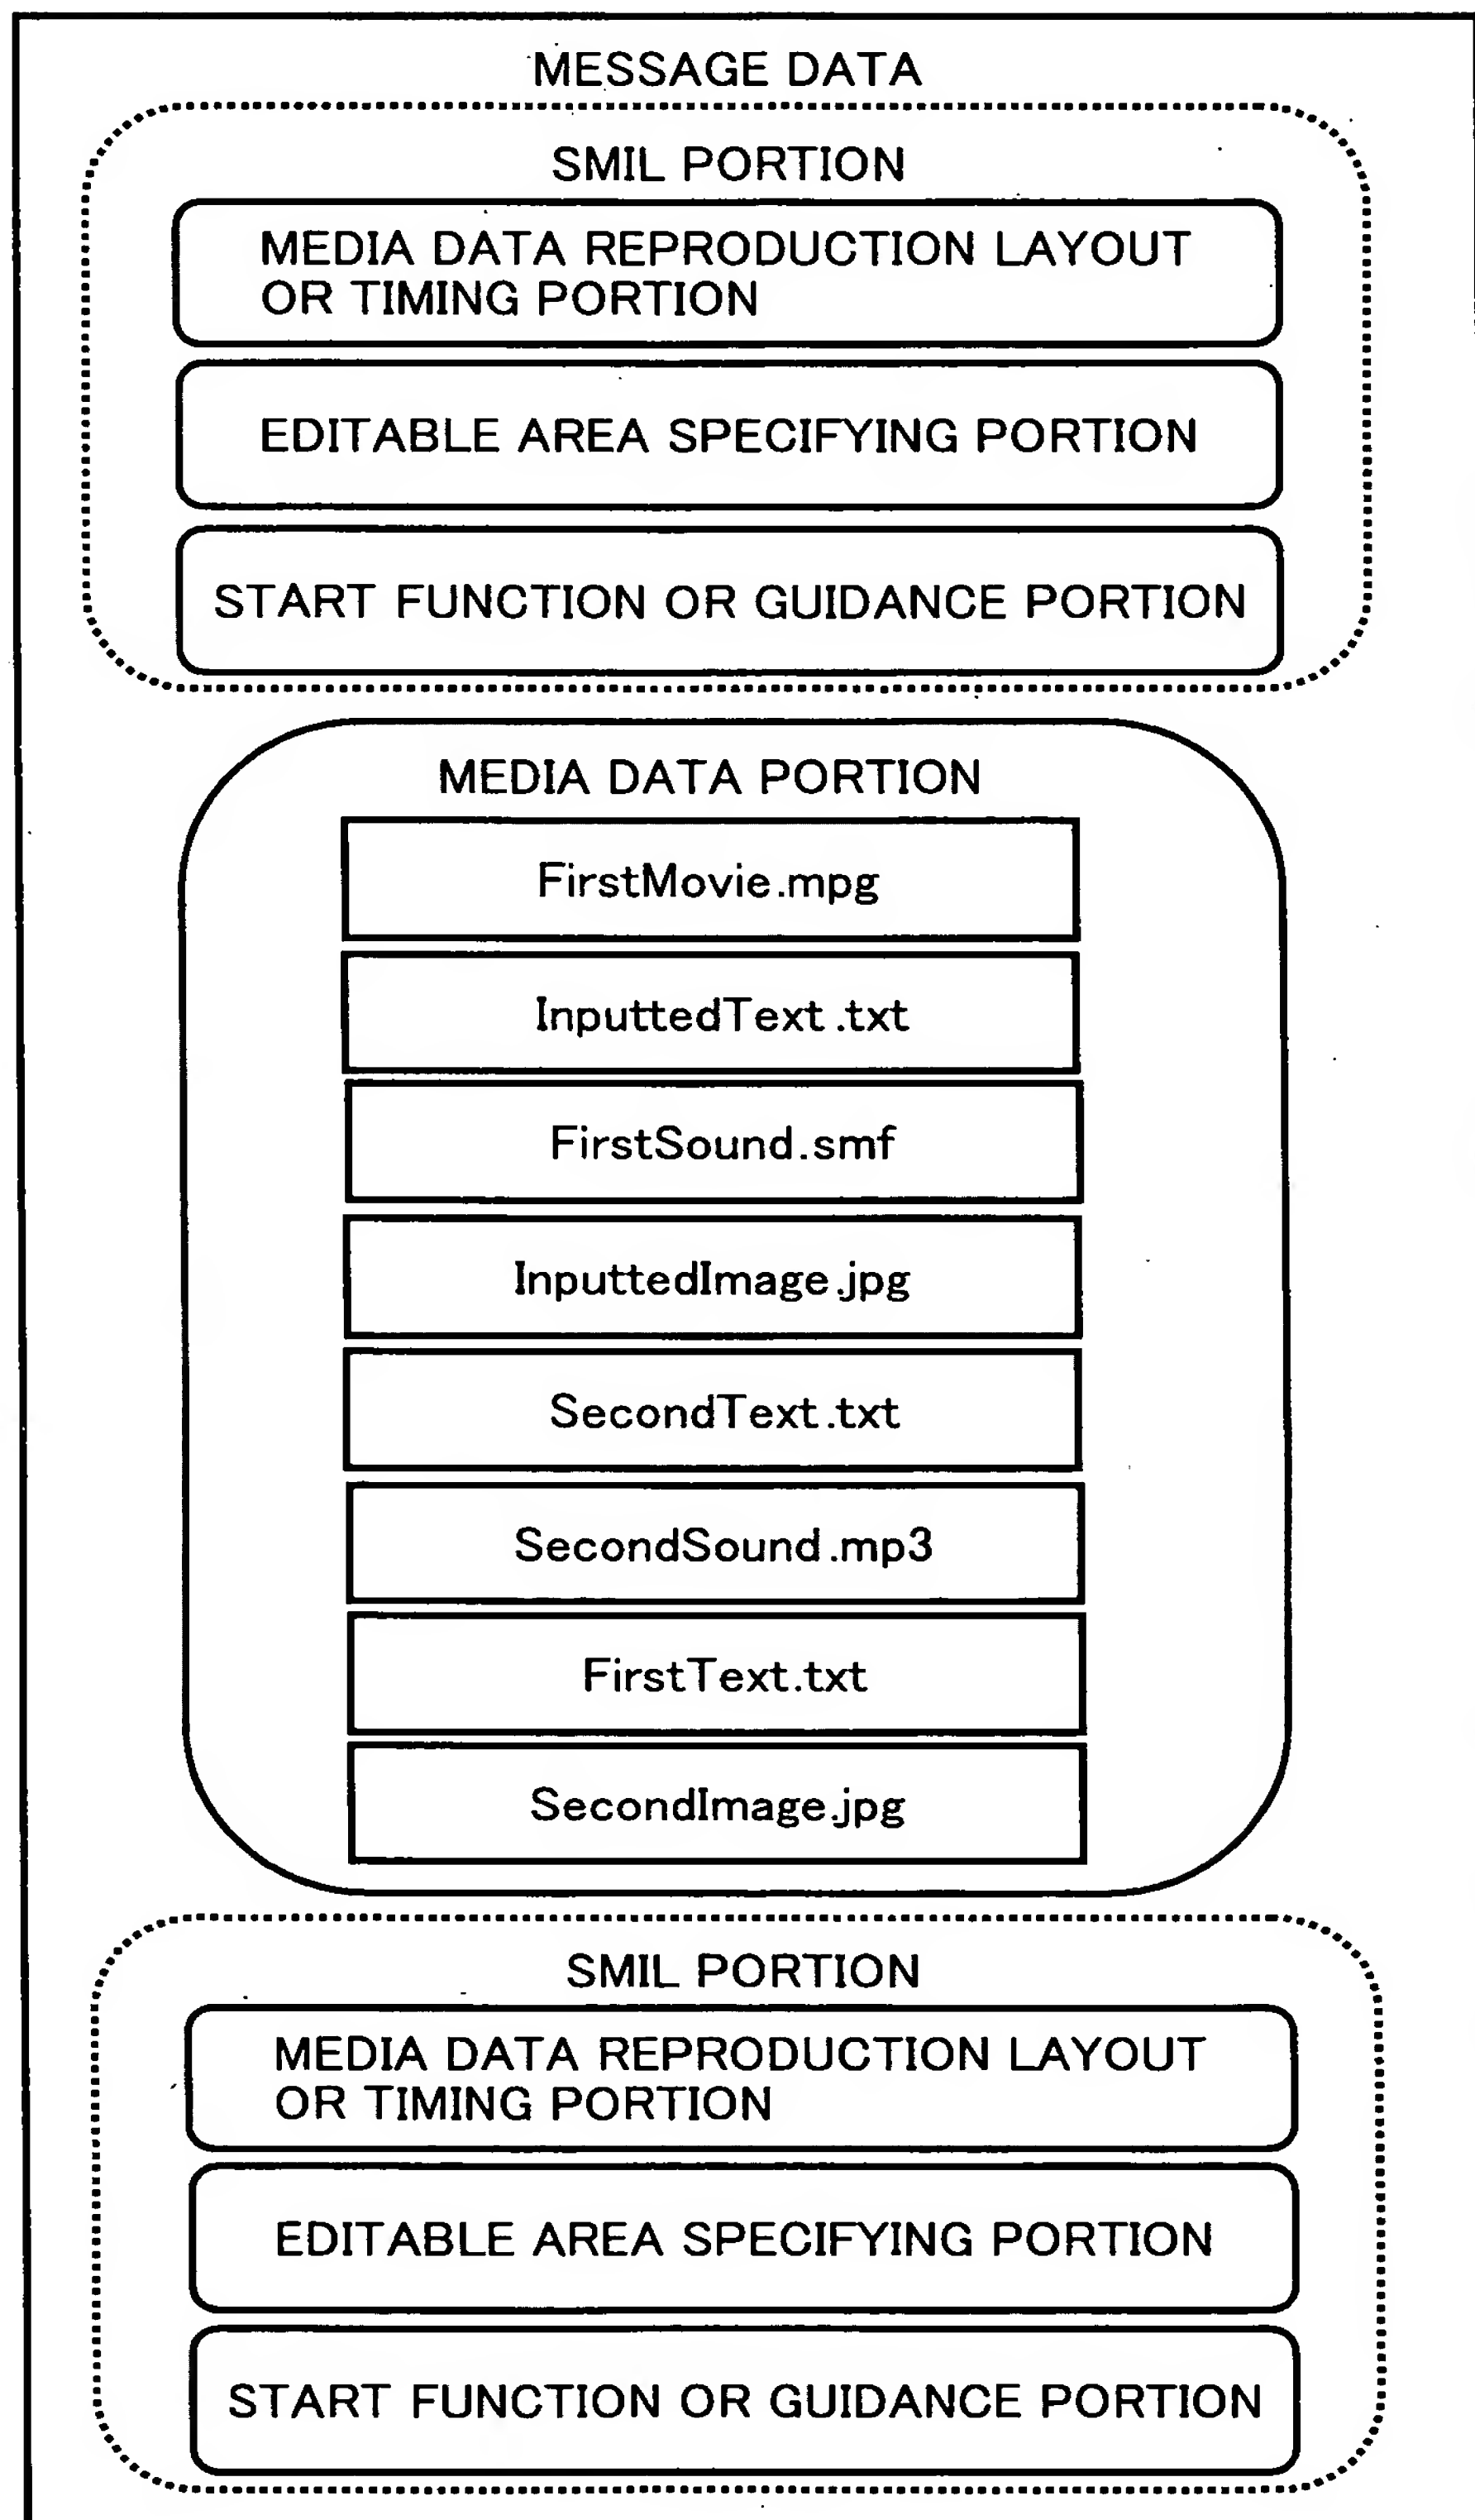 MESSAGE DATA
SMIL PORTION
MEDIA DATA REPRODUCTION LAYOUT
OR TIMING PORTION
EDITABLE AREA SPECIFYING PORTION
START FUNCTION OR GUIDANCE PORTION
MEDIA DATA PORTION
FirstMovie.mpg
InputtedText.txt
FirstSound.smf
InputtedImage.jpg
SecondText.txt
SecondSound.mp3
FirstText.txt
SecondImage.jpg
SMIL PORTION
MEDIA DATA REPRODUCTION LAYOUT
OR TIMING PORTION
EDITABLE AREA SPECIFYING PORTION
START FUNCTION OR GUIDANCE PORTION